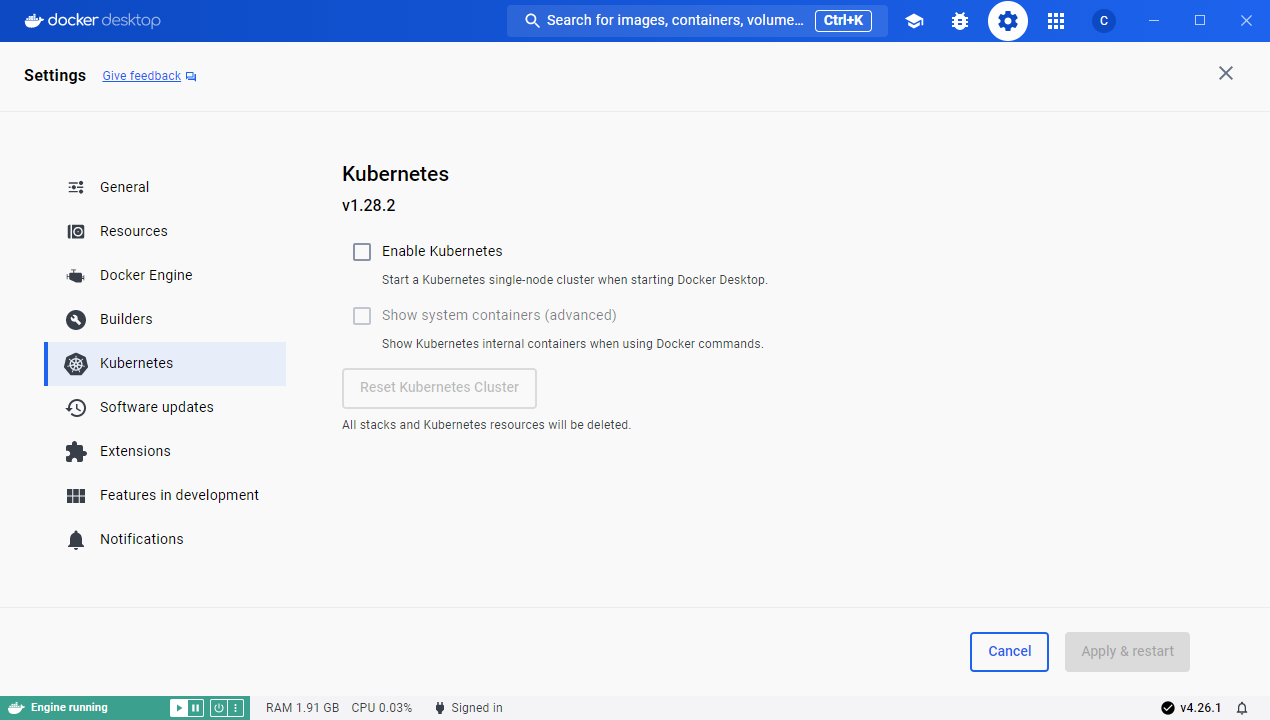 docker desktop
Search for images, containers, volume... Ctrl+K
C
Settings Give feedback
General
Resources
Docker Engine
Builders
Kubernetes
Software updates
Extensions
Features in development
Notifications
Kubernetes
v1.28.2
Enable Kubernetes
Start a Kubernetes single-node cluster when starting Docker Desktop.
Show system containers (advanced)
Show Kubernetes internal containers when using Docker commands.
Reset Kubernetes Cluster
All stacks and Kubernetes resources will be deleted.
Cancel Apply & restart
Engine running RAM 1.91 GB CPU 0.03% Signed in v4.26.1